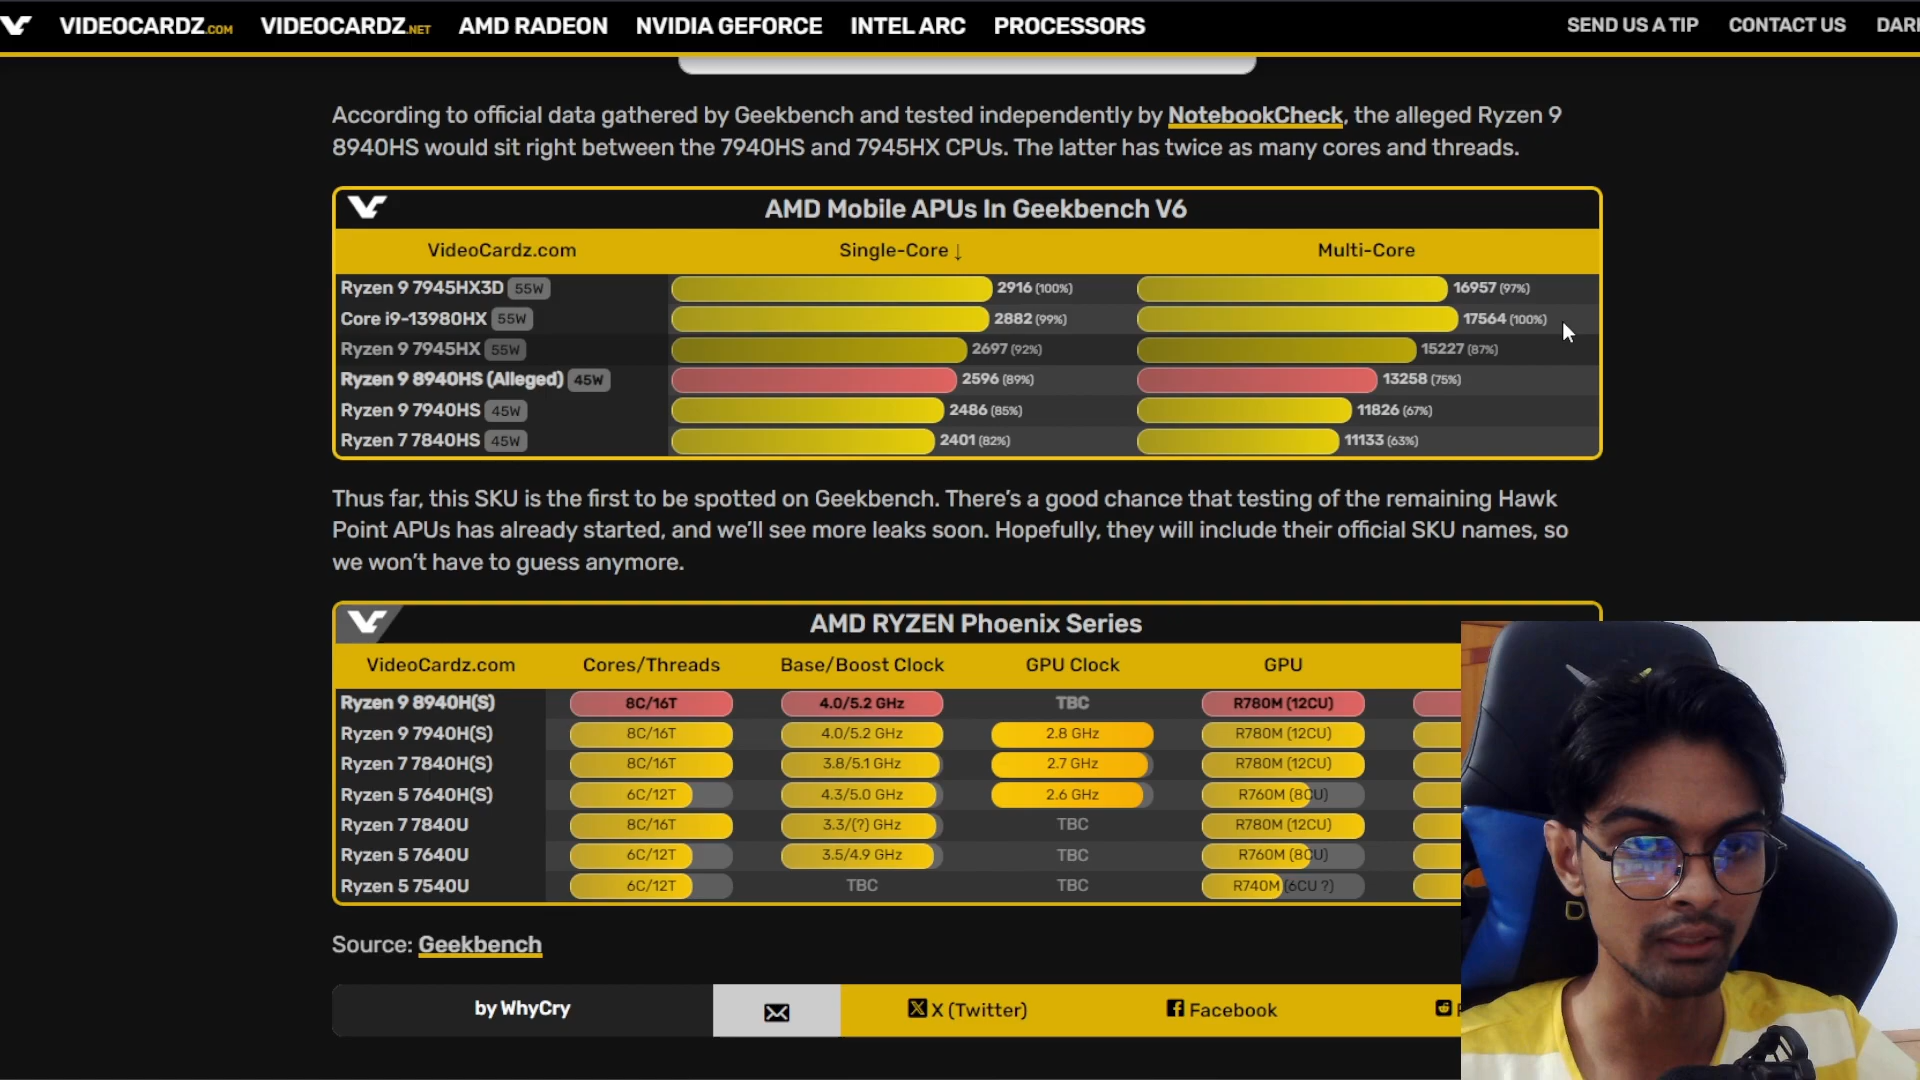 VIDEOCARDZ.COM VIDEOCARDZ.NET AMD RADEON NVIDIA GEFORCE INTEL ARC PROCESSORS SEND US A TIP CONTACT US
According to official data gathered by Geekbench and tested independently by NotebookCheck, the alleged Ryzen 9
8940HS would sit right between the 7940HS and 7945HX CPUs. The latter has twice as many cores and threads.
AMD Mobile APUs In Geekbench V6
VideoCardz.com Single-Core ↓ Multi-Core
Ryzen 9 7945HX3D 55W 2916 (100%) 16957 (97%)
Core i9-13980HX 55W 2882 (99%) 17564 (100%)
Ryzen 9 7945HX 55W 2697 (92%) 15227 (87%)
Ryzen 9 8940HS (Alleged) 45W 2596 (89%) 13258 (75%)
Ryzen 9 7940HS 45W 2486 (85%) 11826 (67%)
Ryzen 7 7840HS 45W 2401 (82%) 11133 (63%)
Thus far, this SKU is the first to be spotted on Geekbench. There's a good chance that testing of the remaining Hawk
Point APUs has already started, and we'll see more leaks soon. Hopefully, they will include their official SKU names, so
we won't have to guess anymore.
AMD RYZEN Phoenix Series
VideoCardz.com Cores/Threads Base/Boost Clock GPU Clock GPU
Ryzen 9 8940H(S) 8C/16T 4.0/5.2 GHz TBC R780M (12CU)
Ryzen 9 7940H(S) 8C/16T 4.0/5.2 GHz 2.8 GHz R780M (12CU)
Ryzen 7 7840H(S) 8C/16T 3.8/5.1 GHz 2.7 GHz R780M (12CU)
Ryzen 5 7640H(S) 6C/12T 4.3/5.0 GHz 2.6 GHz R760M (8CU)
Ryzen 7 7840U 8C/16T 3.3/(?) GHz TBC R780M (12CU)
Ryzen 5 7640U 6C/12T 3.5/4.9 GHz TBC R760M (8CU)
Ryzen 5 7540U 6C/12T TBC TBC R740M (6CU ?)
Source: Geekbench
by WhyCry X (Twitter) Facebook